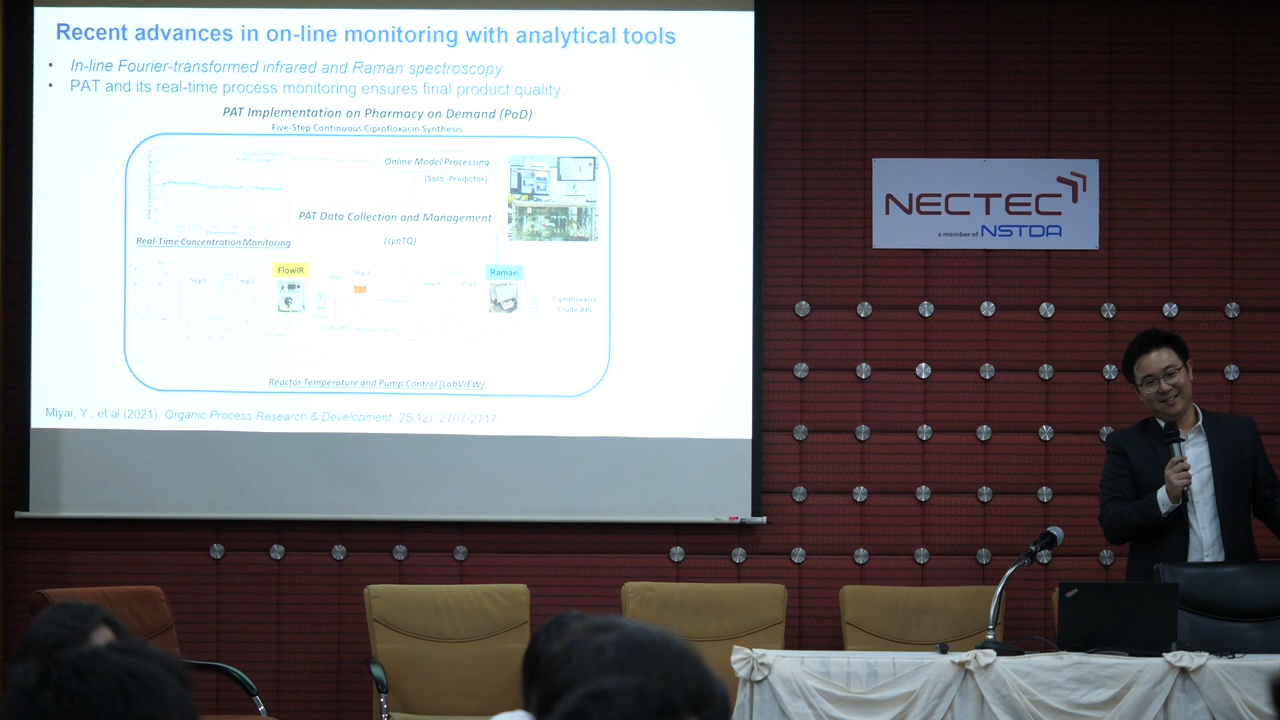 Recent advances in on-line monitoring with analytical tools
• In-line Fourier-transformed infrared and Raman spectroscopy
• PAT and its real-time process monitoring ensures final product quality.
PAT Implementation on Pharmacy on Demand (PoD)
Five-Step Continuous Ciprofloxacin Synthesis
Online Model Processing
(Solo_Predictor)
PAT Data Collection and Management
(synTQ)
Real-Time Concentration Monitoring
FlowIR
Raman
Ciprofloxacin
Crude API
Reactor Temperature and Pump Control (LabVIEW)
Miyai, Y., et al (2021). Organic Process Research & Development. 25(12), 2707-2717
NECTEC
a member of NSTDA